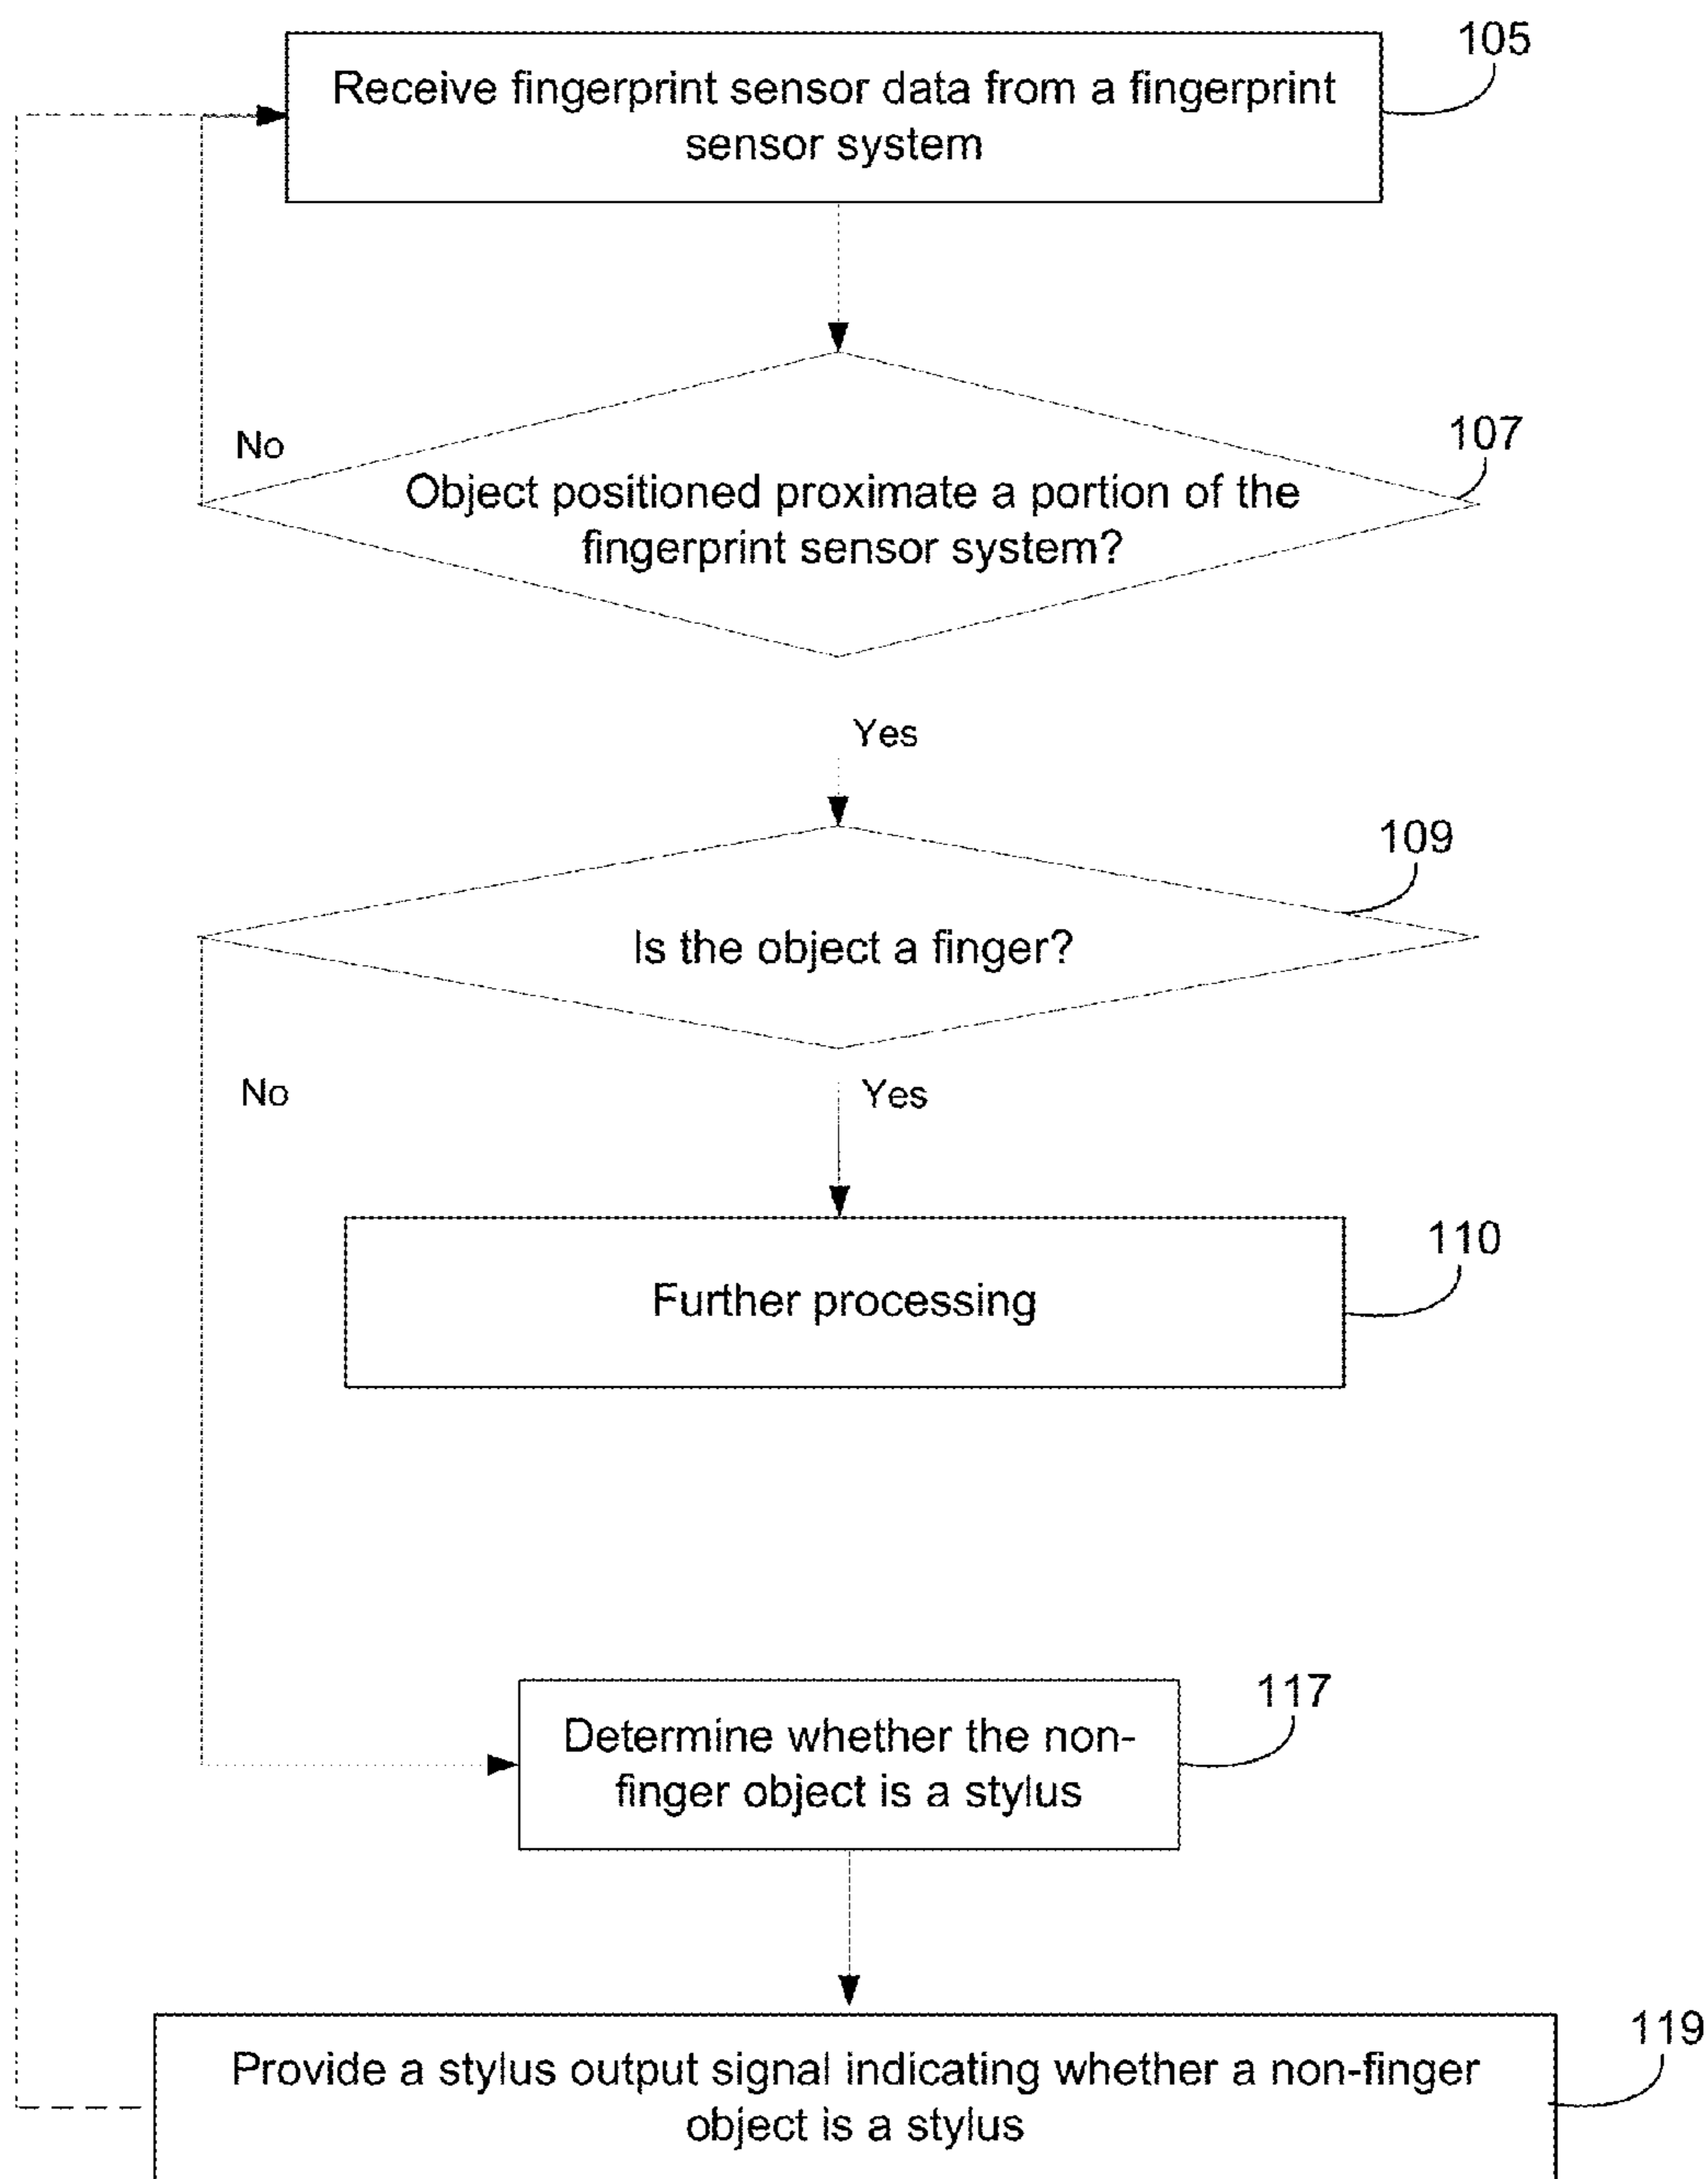 105
Receive fingerprint sensor data from a fingerprint
sensor system
107
No
Object positioned proximate a portion of the
fingerprint sensor system?
Yes
109
Is the object a finger?
No
Yes
110
Further processing
117
Determine whether the non-
finger object is a stylus
119
Provide a stylus output signal indicating whether a non-finger
object is a stylus